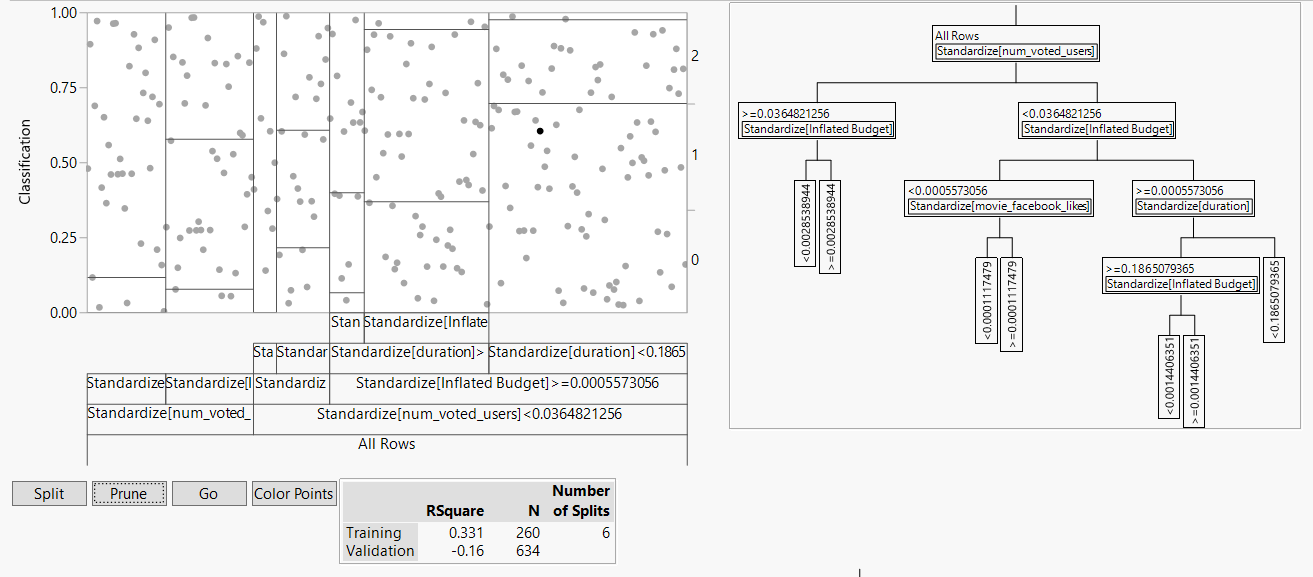 1.00
0.75
0.50
0.25
0.00
Classification
2
1
0
Stan Standardize[Inflate
Sta Standar Standardize[duration]> Standardize[duration]<0.1865
Standardize Standardize[I Standardiz Standardize[Inflated Budget]>=0.0005573056
Standardize[num_voted_ Standardize[num_voted_users]<0.0364821256
All Rows
Split Prune Go Color Points
RSquare N Number of Splits
Training 0.331 260 6
Validation -0.16 634
All Rows
Standardize[num_voted_users]
>=0.0364821256
Standardize[Inflated Budget]
<0.0364821256
Standardize[Inflated Budget]
<0.0028538944
>=0.0028538944
<0.0005573056
Standardize[movie_facebook_likes]
>=0.0005573056
Standardize[duration]
<0.0001117479
>=0.0001117479
>=0.1865079365
Standardize[Inflated Budget]
<0.1865079365
<0.0014406351
>=0.0014406351